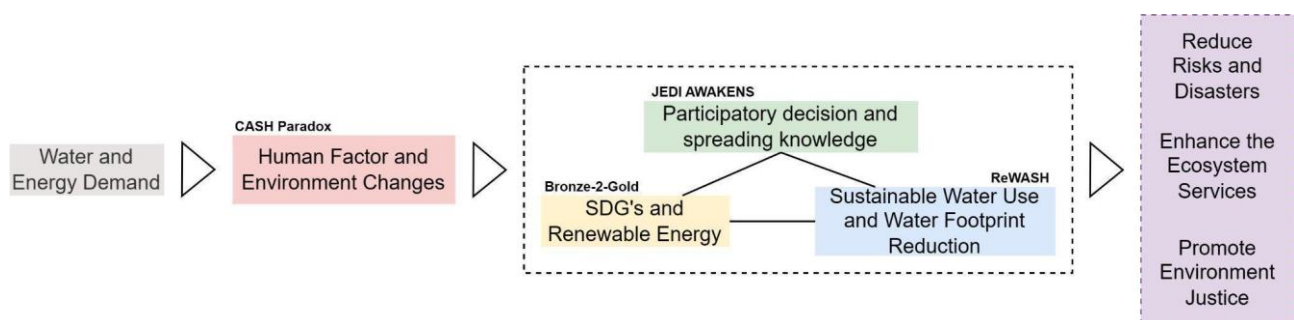 Water and
Energy Demand
CASH Paradox
Human Factor and
Environment Changes
JEDI AWAKENS
Participatory decision and
spreading knowledge
Bronze-2-Gold
SDG's and
Renewable Energy
ReWASH
Sustainable Water Use
and Water Footprint
Reduction
Reduce
Risks and
Disasters
Enhance the
Ecosystem
Services
Promote
Environment
Justice